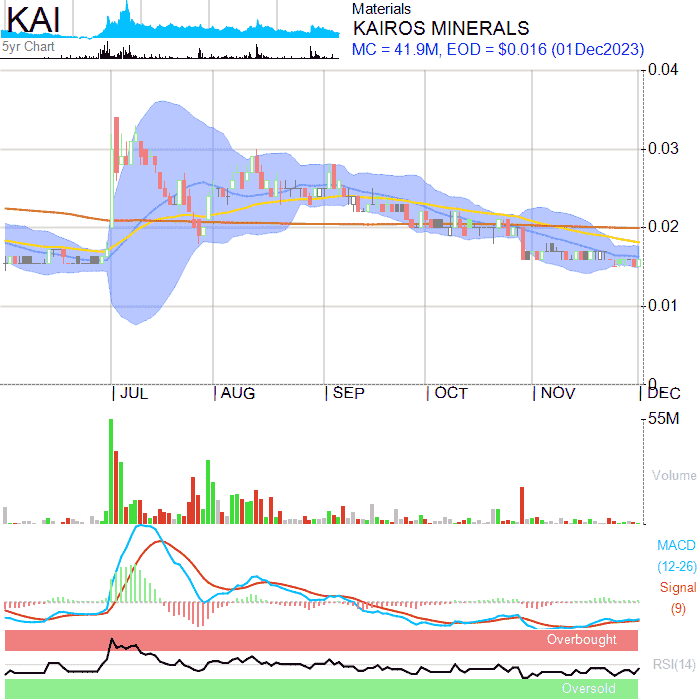 KAI
5yr Chart
Materials
KAIROS MINERALS
MC = 41.9M, EOD = $0.016 (01Dec2023)
0.04
0.03
0.02
0.01
0
JUL
AUG
SEP
OCT
NOV
DEC
55M
Volume
MACD
(12-26)
Signal
(9)
Overbought
RSI(14)
Oversold